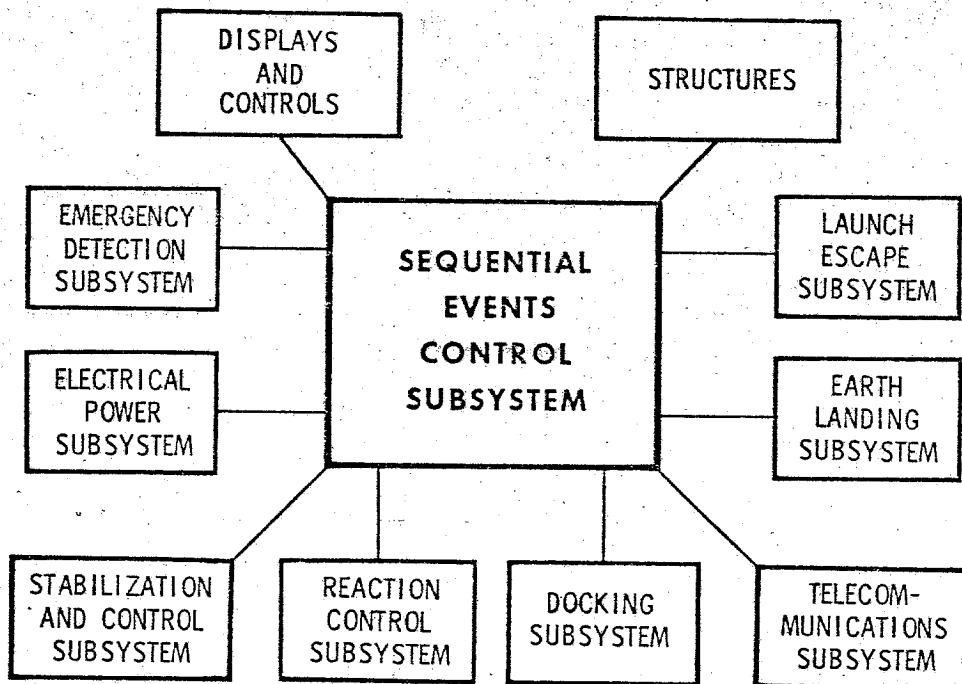 DISPLAYS
AND
CONTROLS
STRUCTURES
EMERGENCY
DETECTION
SUBSYSTEM
SEQUENTIAL
EVENTS
CONTROL
SUBSYSTEM
LAUNCH
ESCAPE
SUBSYSTEM
ELECTRICAL
POWER
SUBSYSTEM
EARTH
LANDING
SUBSYSTEM
STABILIZATION
AND CONTROL
SUBSYSTEM
REACTION
CONTROL
SUBSYSTEM
DOCKING
SUBSYSTEM
TELECOM-
MUNICATIONS
SUBSYSTEM